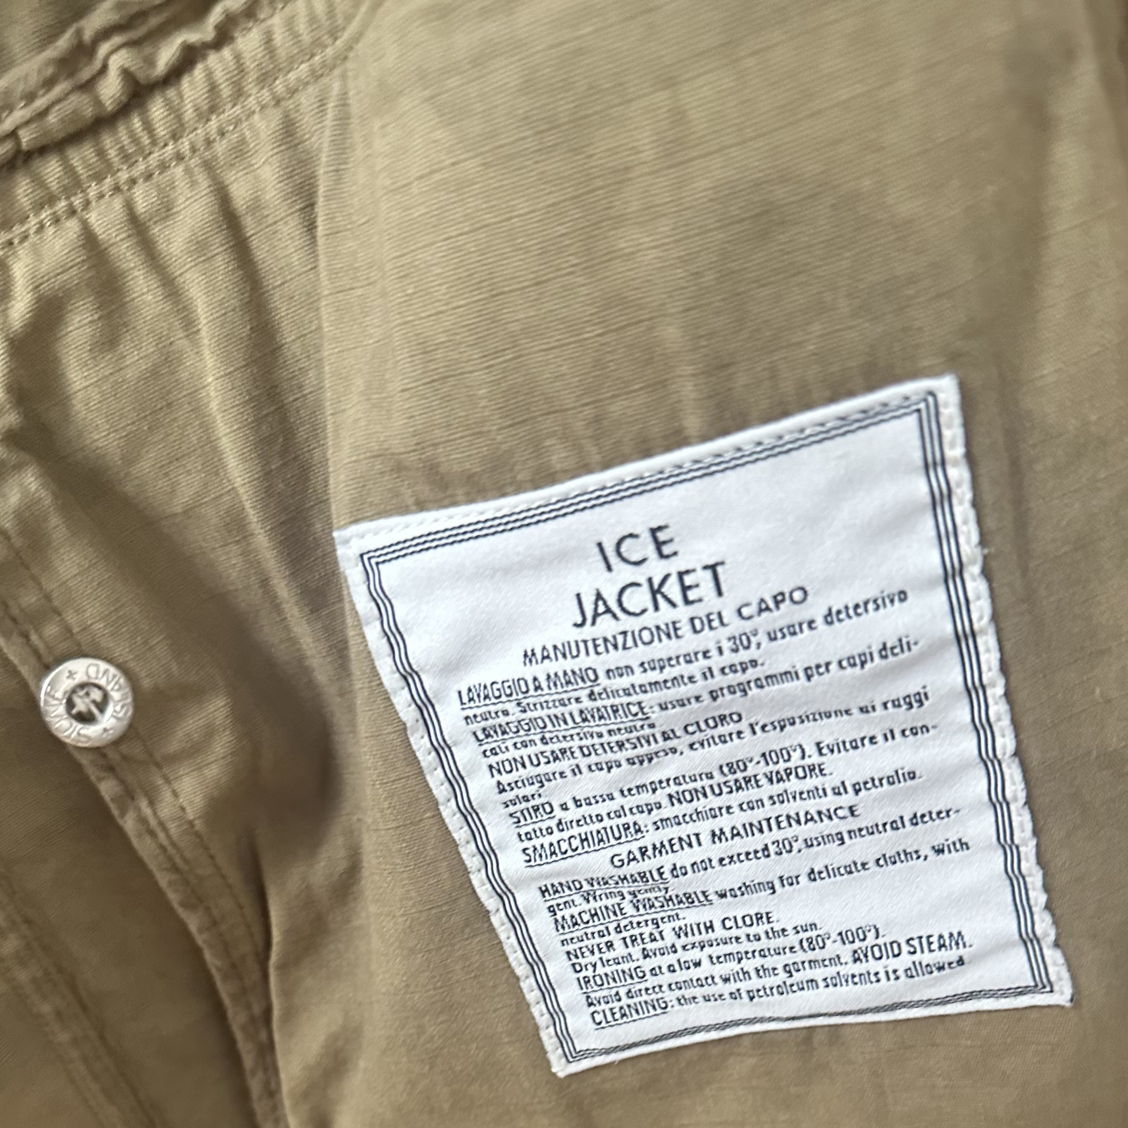 STONE ISLAND
ICE
JACKET
MANUTENZIONE DEL CAPO
LAVAGGIO A MANO non superare i 30°, usare detersivo
neutro. Strizzare delicatamente il capo.
LAVAGGIO IN LAVATRICE: usare programmi per capi deli-
cati con detersivo neutro
NON USARE DETERSIVI AL CLORO
Asciugare il capo appeso, evitare l'esposizione ai raggi
solari
STIRO a bassa temperatura (80°-100°). Evitare il con-
tatto diretto col capo. NON USARE VAPORE.
SMACCHIATURA: smacchiare con solventi al petrolio.
GARMENT MAINTENANCE
HAND WASHABLE do not exceed 30°, using neutral deter-
gent. Wring gently.
MACHINE WASHABLE washing for delicate cloths, with
neutral detergent.
NEVER TREAT WITH CLORE.
Dry leant. Avoid exposure to the sun.
IRONING at a low temperature (80°-100°).
Avoid direct contact with the garment. AVOID STEAM.
CLEANING: the use of petroleum solvents is allowed